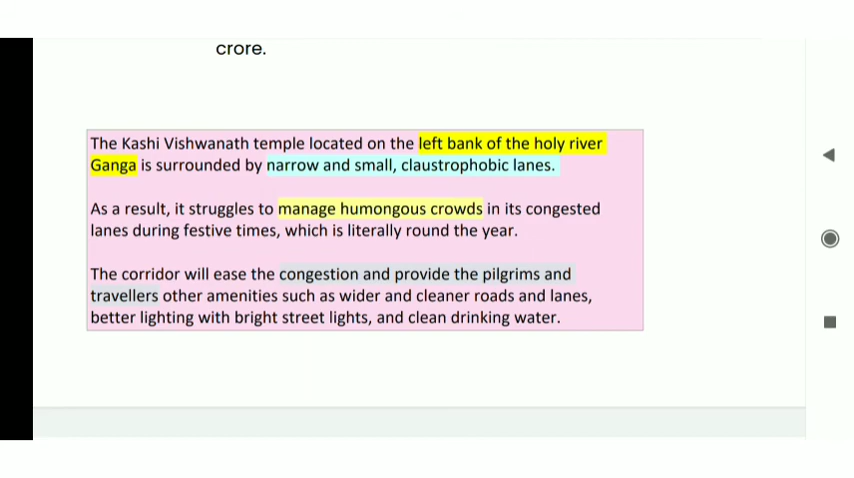 crore.
The Kashi Vishwanath temple located on the left bank of the holy river
Ganga is surrounded by narrow and small, claustrophobic lanes.
As a result, it struggles to manage humongous crowds in its congested
lanes during festive times, which is literally round the year.
The corridor will ease the congestion and provide the pilgrims and
travellers other amenities such as wider and cleaner roads and lanes,
better lighting with bright street lights, and clean drinking water.